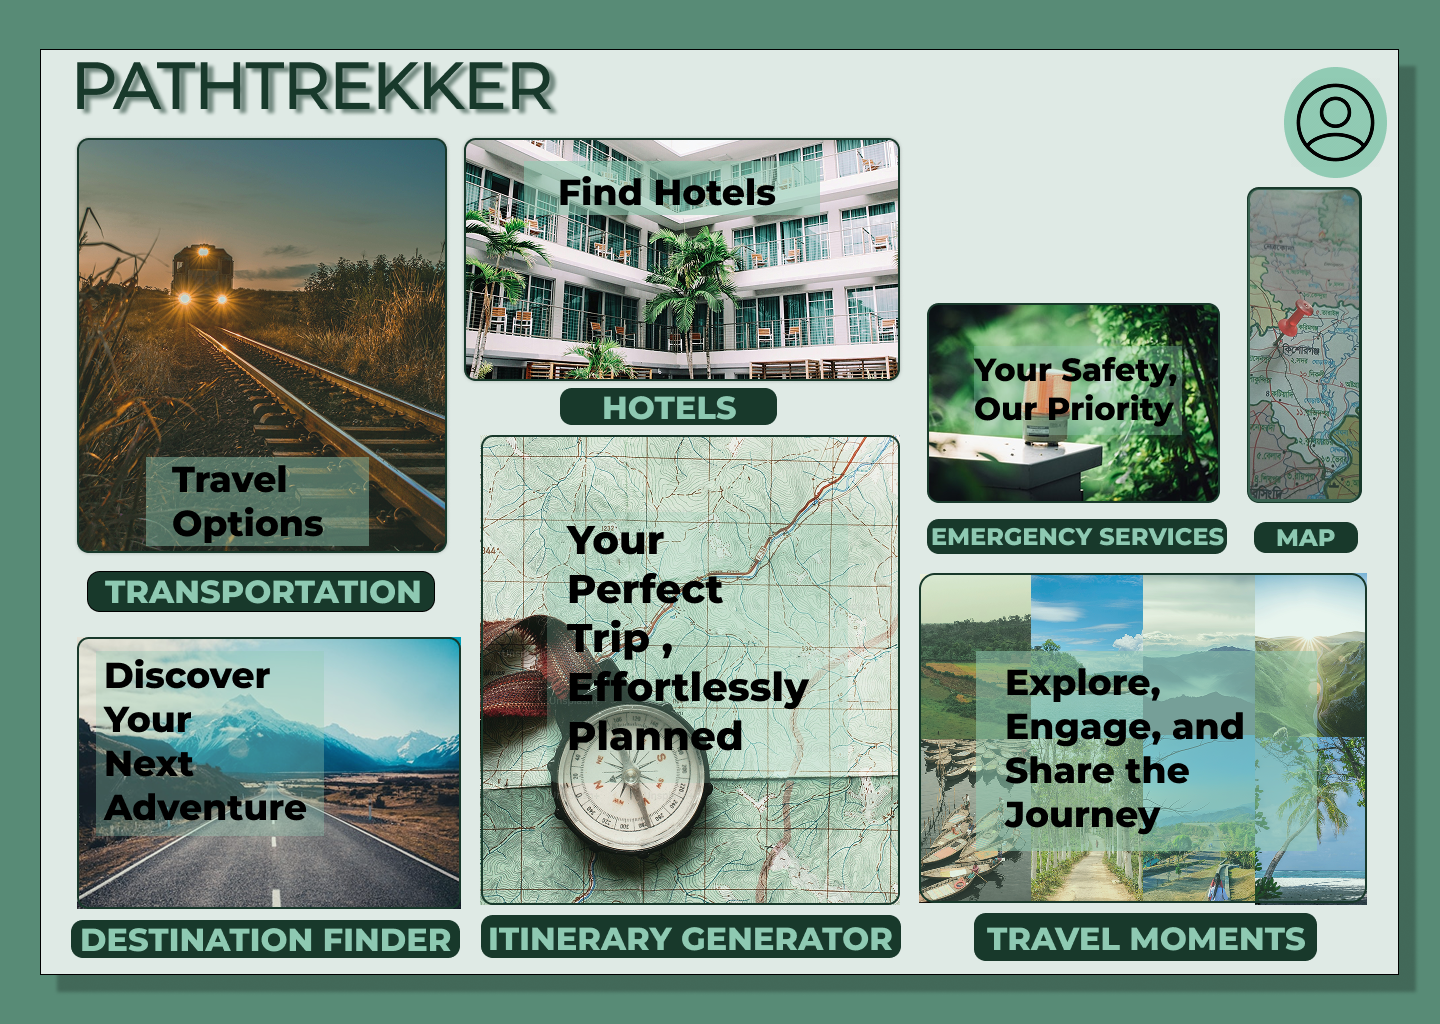 PATHTREKKER
Find Hotels
HOTELS
Travel
Options
TRANSPORTATION
Your Safety,
Our Priority
EMERGENCY SERVICES
কিশোরগঞ্জ
MAP
Discover
Your
Next
Adventure
DESTINATION FINDER
Your
Perfect
Trip ,
Effortlessly
Planned
ITINERARY GENERATOR
Explore,
Engage, and
Share the
Journey
TRAVEL MOMENTS